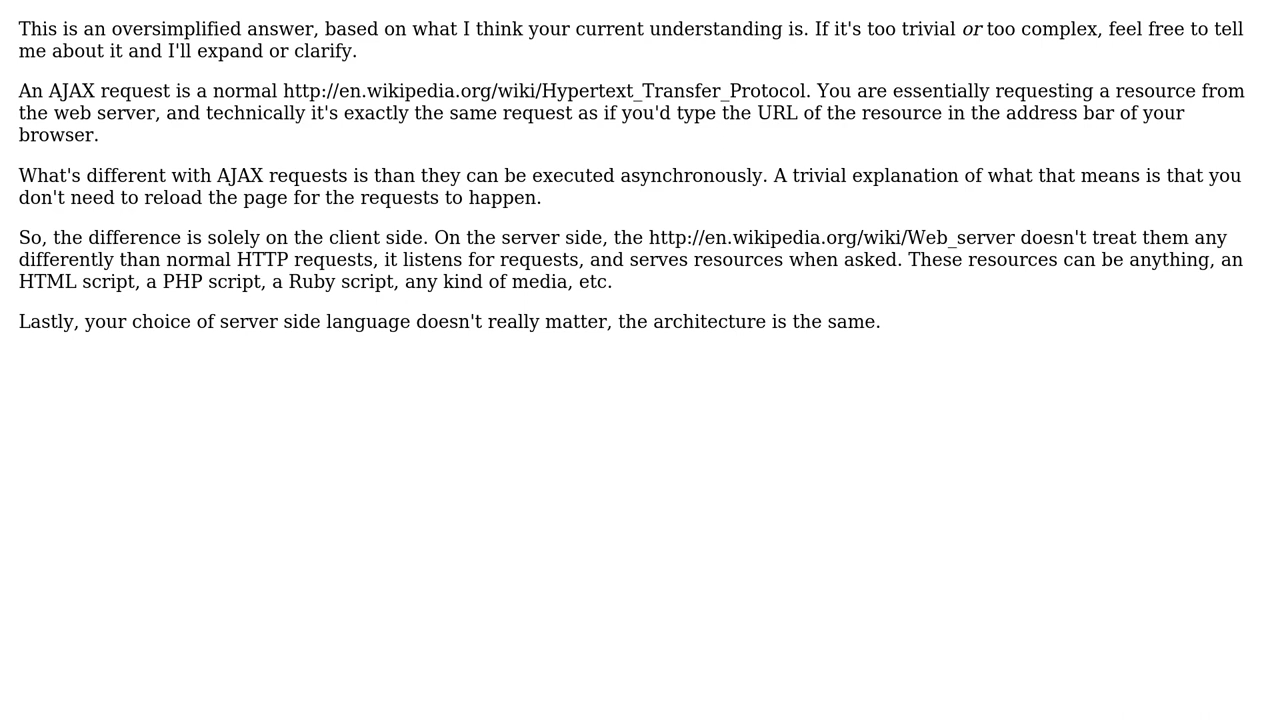 This is an oversimplified answer, based on what I think your current understanding is. If it's too trivial or too complex, feel free to tell
me about it and I'll expand or clarify.
An AJAX request is a normal http://en.wikipedia.org/wiki/Hypertext_Transfer_Protocol. You are essentially requesting a resource from
the web server, and technically it's exactly the same request as if you'd type the URL of the resource in the address bar of your
browser.
What's different with AJAX requests is than they can be executed asynchronously. A trivial explanation of what that means is that you
don't need to reload the page for the requests to happen.
So, the difference is solely on the client side. On the server side, the http://en.wikipedia.org/wiki/Web_server doesn't treat them any
differently than normal HTTP requests, it listens for requests, and serves resources when asked. These resources can be anything, an
HTML script, a PHP script, a Ruby script, any kind of media, etc.
Lastly, your choice of server side language doesn't really matter, the architecture is the same.